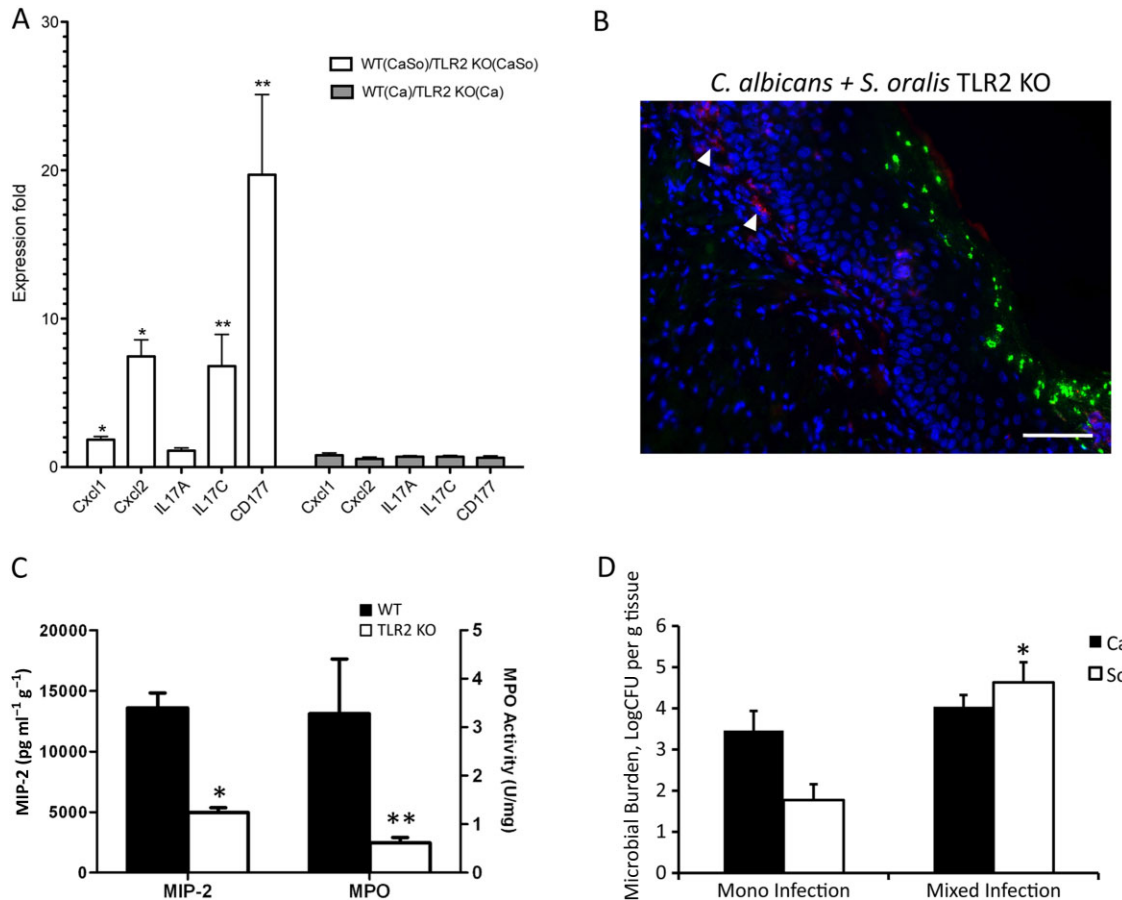 A
Expression fold
30
20
10
0
WT(CaSo)/TLR2 KO(CaSo)
WT(Ca)/TLR2 KO(Ca)
*
*
**
**
Cxcl1
Cxcl2
IL17A
IL17C
CD177
Cxcl1
Cxcl2
IL17A
IL17C
CD177
B
C. albicans + S. oralis TLR2 KO
C
WT
TLR2 KO
MIP-2 (pg ml⁻¹ g⁻¹)
20000
15000
10000
5000
0
*
**
MPO Activity (U/mg)
5
4
3
2
1
0
MIP-2
MPO
D
Microbial Burden, LogCFU per g tissue
6
5
4
3
2
1
0
*
Ca
So
Mono Infection
Mixed Infection